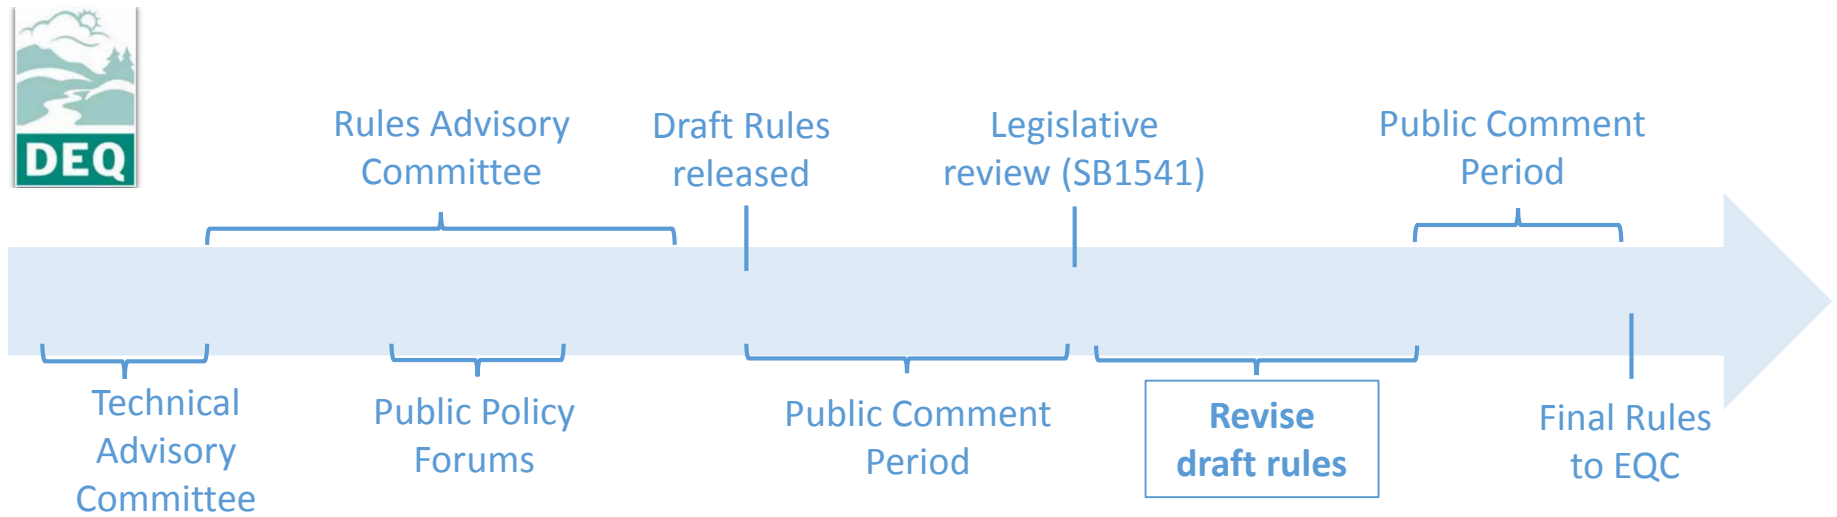 DEQ
Rules Advisory
Committee
Draft Rules
released
Legislative
review (SB1541)
Public Comment
Period
Technical
Advisory
Committee
Public Policy
Forums
Public Comment
Period
Revise
draft rules
Final Rules
to EQC